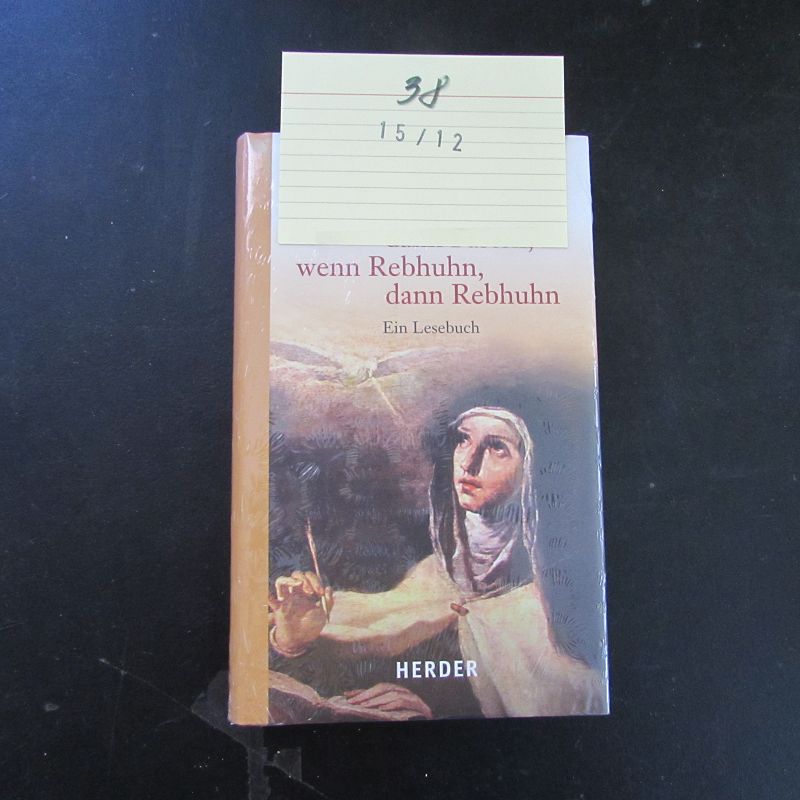 38
15/12
wenn Rebhuhn,
dann Rebhuhn
Ein Lesebuch
HERDER